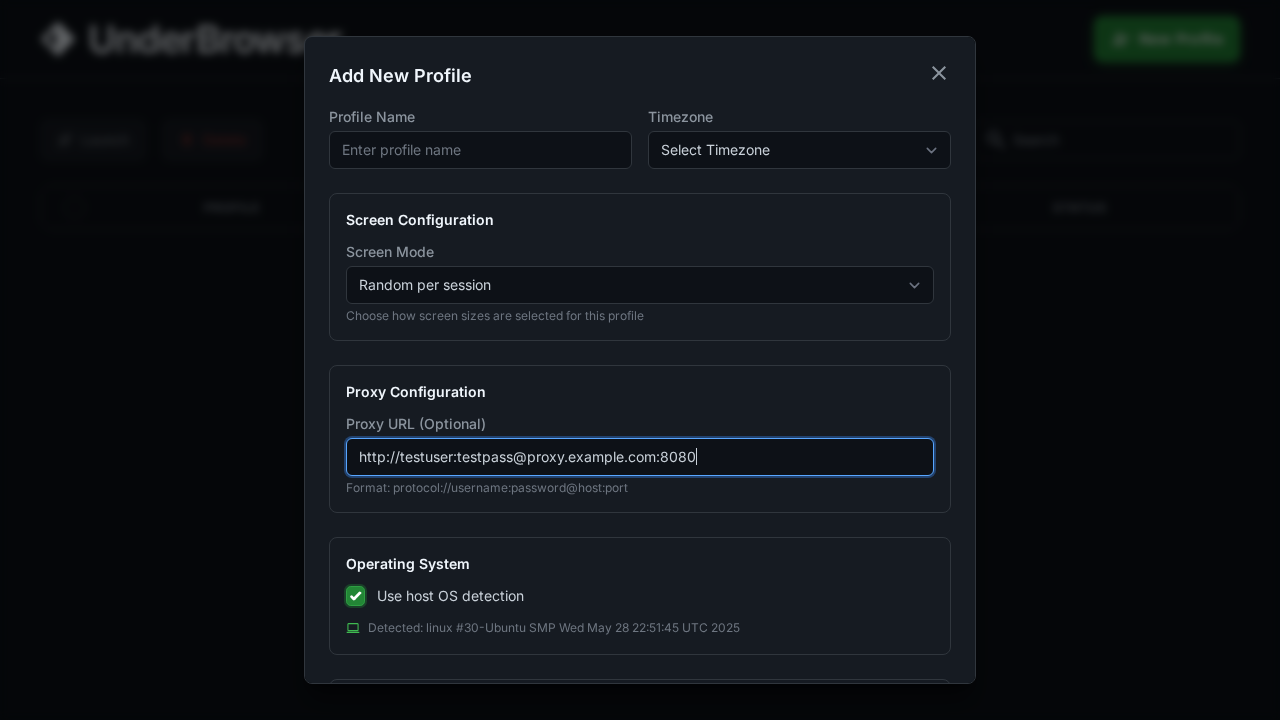 UnderBrowser
New Profile
Add New Profile
Profile Name
Timezone
Enter profile name
Select Timezone
Search
Screen Configuration
Screen Mode
Random per session
Choose how screen sizes are selected for this profile
Proxy Configuration
Proxy URL (Optional)
http://testuser:testpass@proxy.example.com:8080
Format: protocol://username:password@host:port
Operating System
Use host OS detection
Detected: linux #30-Ubuntu SMP Wed May 28 22:51:45 UTC 2025